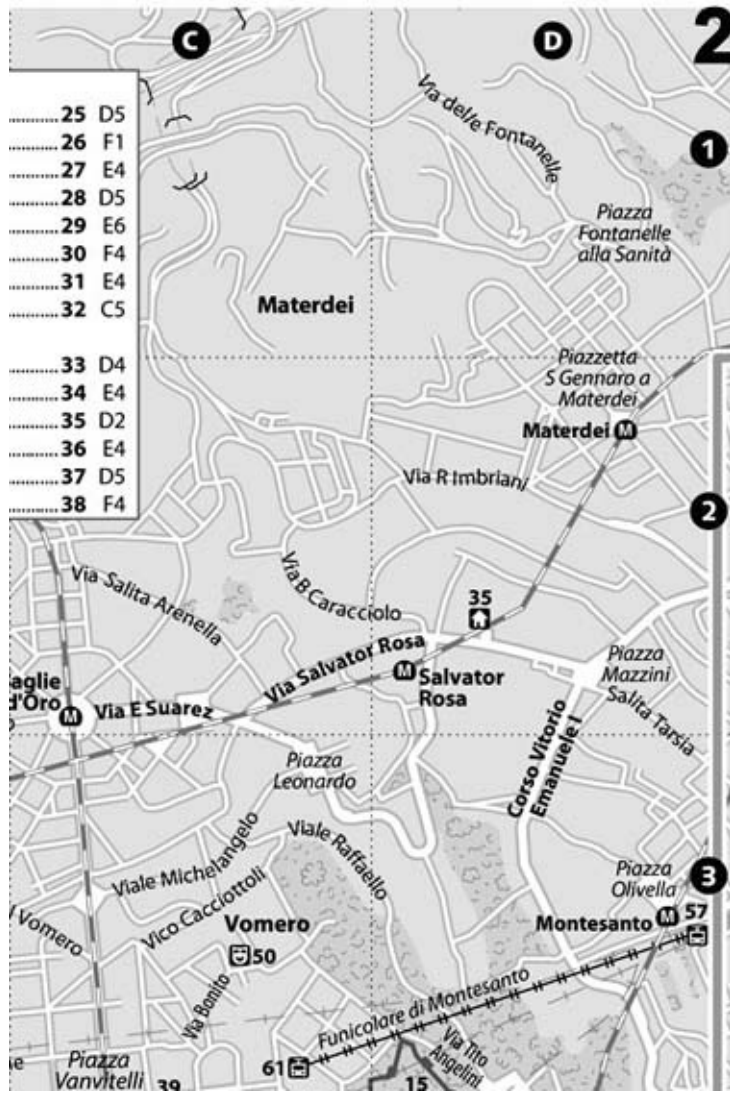 C
D
2
............ 25 D5
............ 26 F1
............ 27 E4
............ 28 D5
............ 29 E6
............ 30 F4
............ 31 E4
............ 32 C5
............ 33 D4
............ 34 E4
............ 35 D2
............ 36 E4
............ 37 D5
............ 38 F4
Via delle Fontanelle
1
Piazza
Fontanelle
alla Sanità
Materdei
Piazzetta
S Gennaro a
Materdei
Materdei M
Via R Imbriani
2
Via Salita Arenella
Via B Caracciolo
35
Via Salvator Rosa
M Salvator
Rosa
Piazza
Mazzini
Salita Tarsia
aglie
d'Oro M
Via E Suarez
Corso Vitorio
Emanuele I
Piazza
Leonardo
Viale Michelangelo
Viale Raffaello
Vico Cacciottoli
l Vomero
Vomero
50
Via Bonito
Piazza
Olivella
3
Montesanto M
57
Funicolare di Montesanto
Via Tito
Angelini
61
15
ne
Piazza
Vanvitelli
39